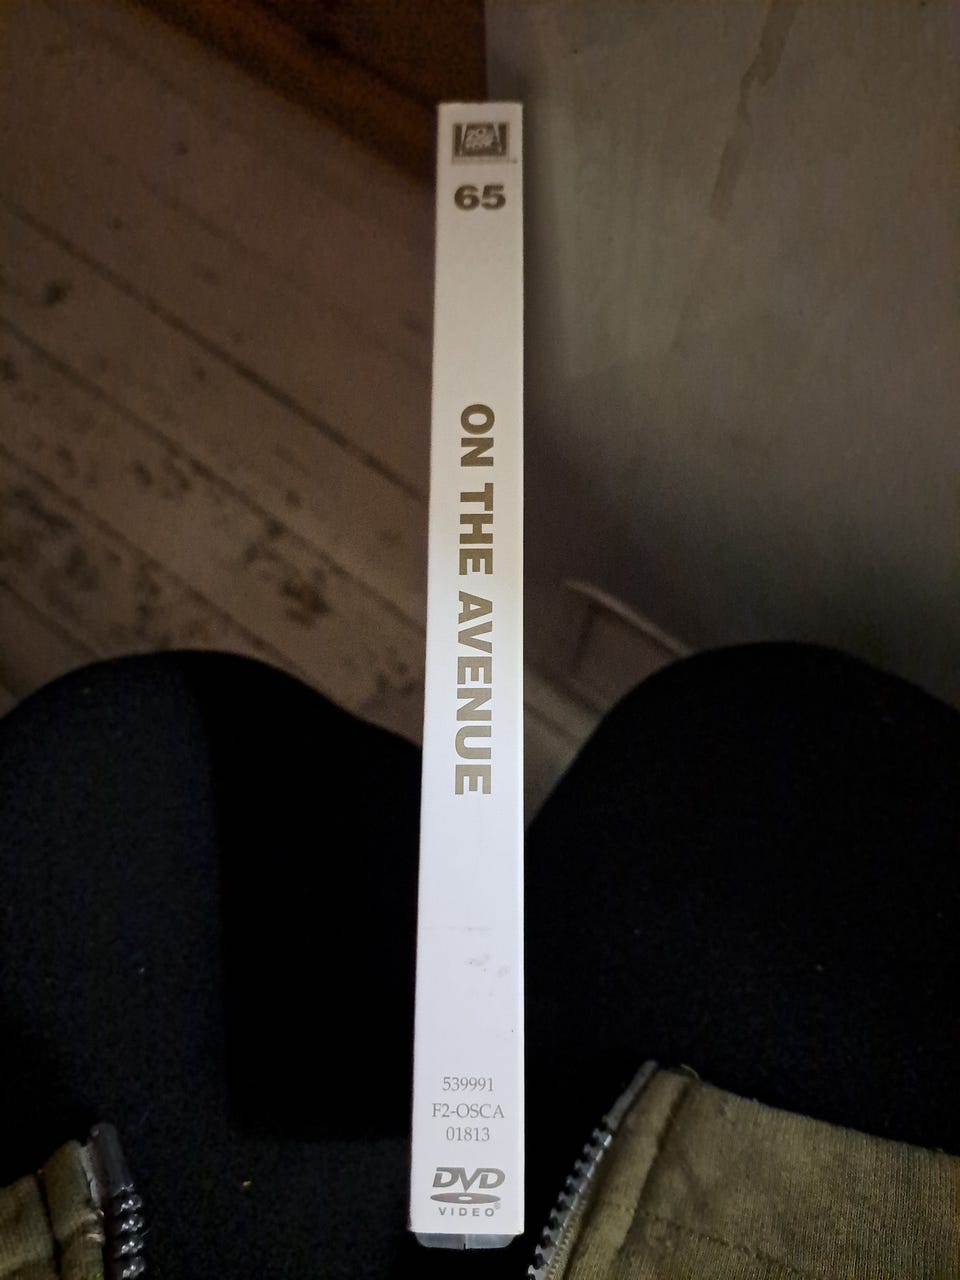 65
ON THE AVENUE
539991
F2-OSCA
01813
DVD
VIDEO®